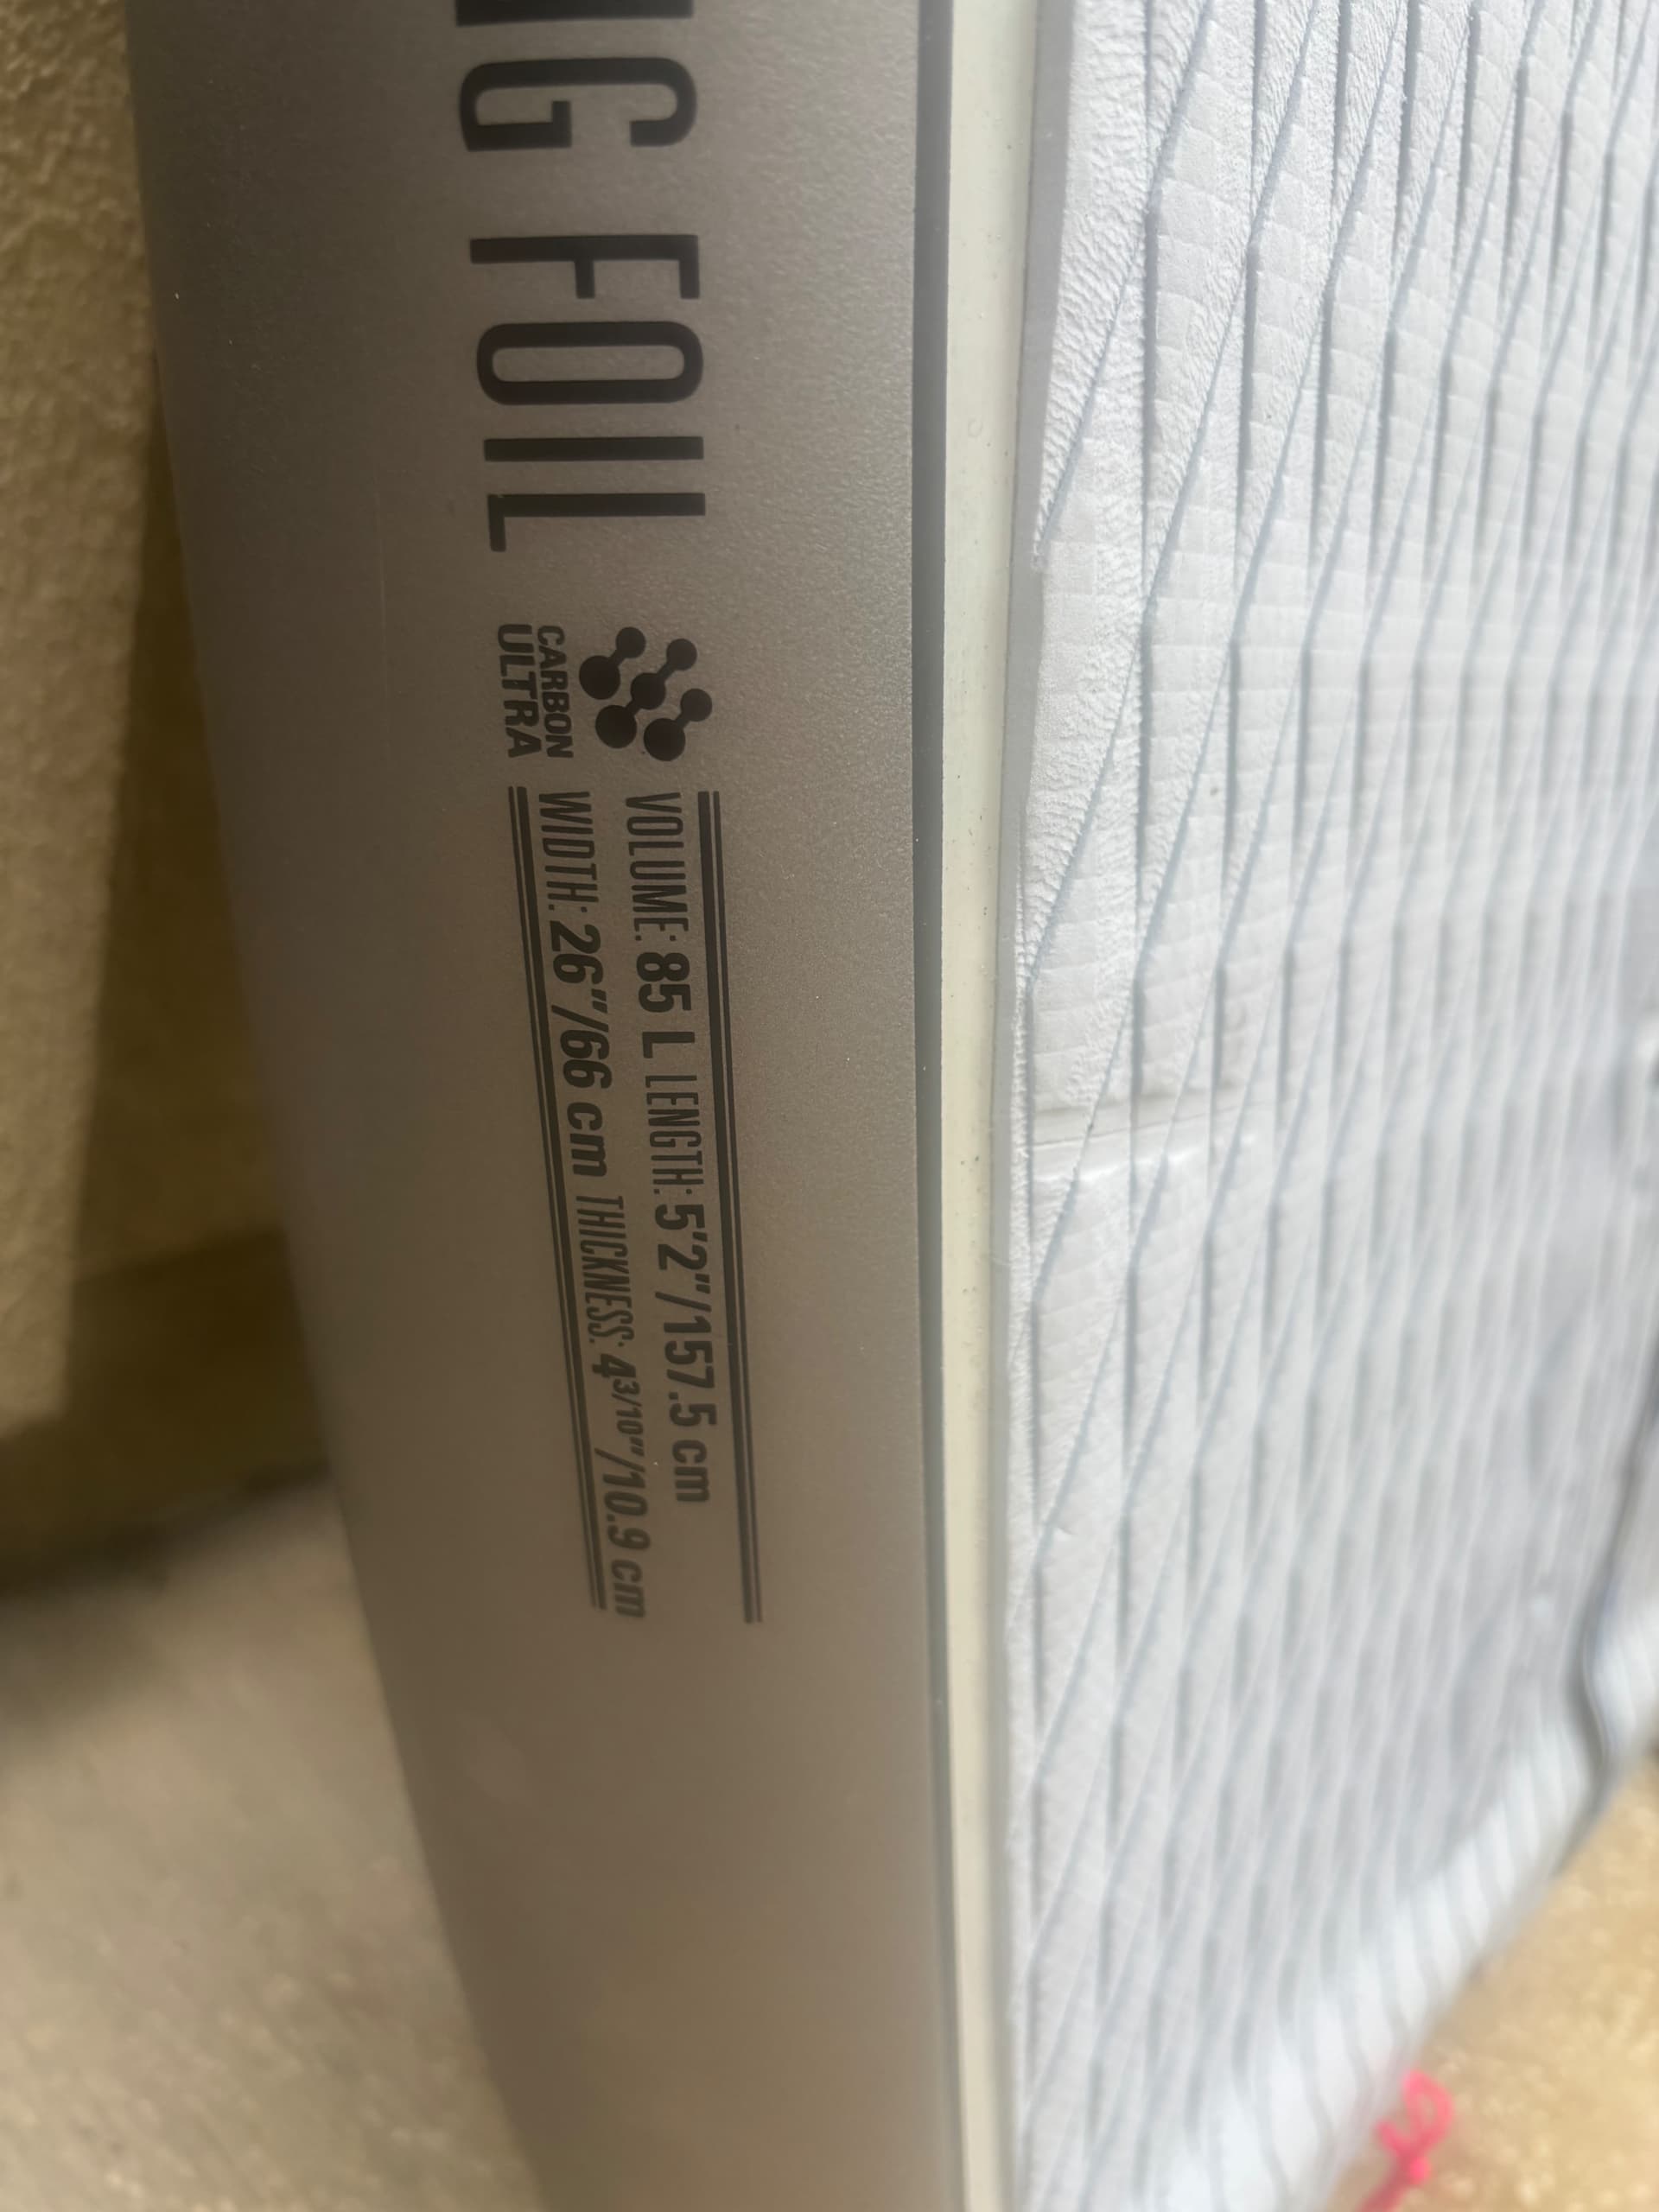 NG FOIL
CARBON
ULTRA
VOLUME: 85 L LENGTH: 5'2"/157.5 cm
WIDTH: 26"/66 cm THICKNESS: 4 3/10"/10.9 cm